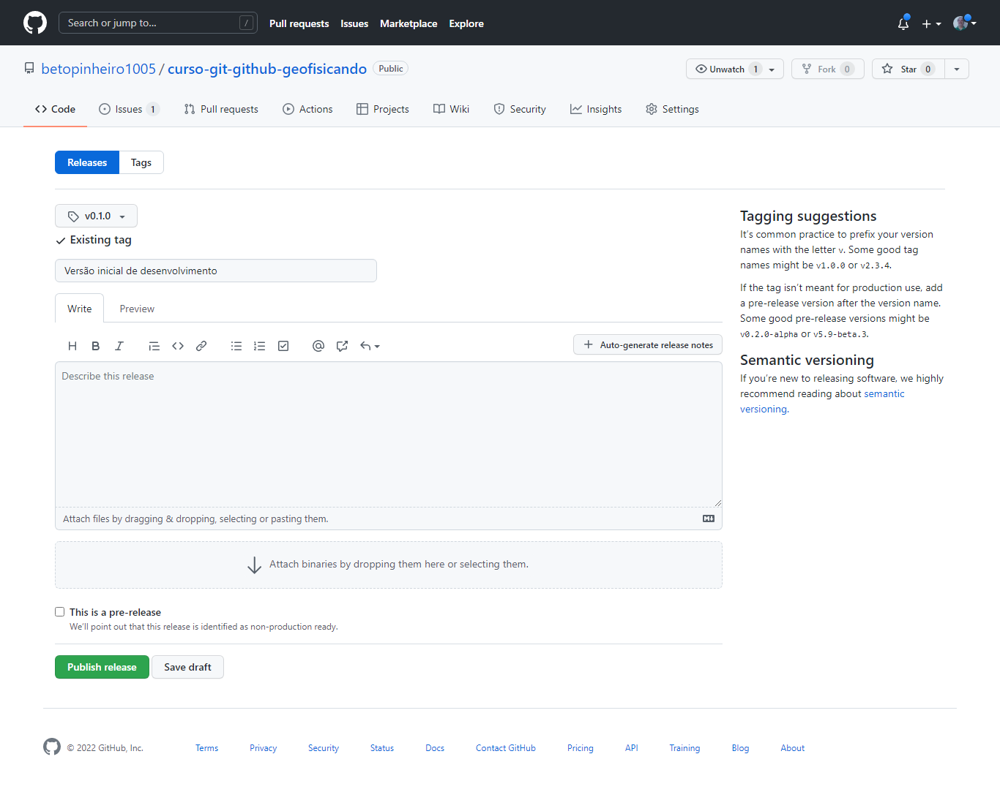 Search or jump to... /
Pull requests Issues Marketplace Explore
betopinheiro1005 / curso-git-github-geofisicando Public
Unwatch 1 Fork 0 Star 0
Code Issues 1 Pull requests Actions Projects Wiki Security Insights Settings
Releases Tags
v0.1.0
Existing tag
Versão inicial de desenvolvimento
Write Preview
H B I
Auto-generate release notes
Describe this release
Attach files by dragging & dropping, selecting or pasting them.
Attach binaries by dropping them here or selecting them.
This is a pre-release
We'll point out that this release is identified as non-production ready.
Publish release Save draft
Tagging suggestions
It's common practice to prefix your version
names with the letter v. Some good tag
names might be v1.0.0 or v2.3.4.
If the tag isn't meant for production use, add
a pre-release version after the version name.
Some good pre-release versions might be
v0.2.0-alpha or v5.9-beta.3.
Semantic versioning
If you're new to releasing software, we highly
recommend reading about semantic
versioning.
© 2022 GitHub, Inc. Terms Privacy Security Status Docs Contact GitHub Pricing API Training Blog About